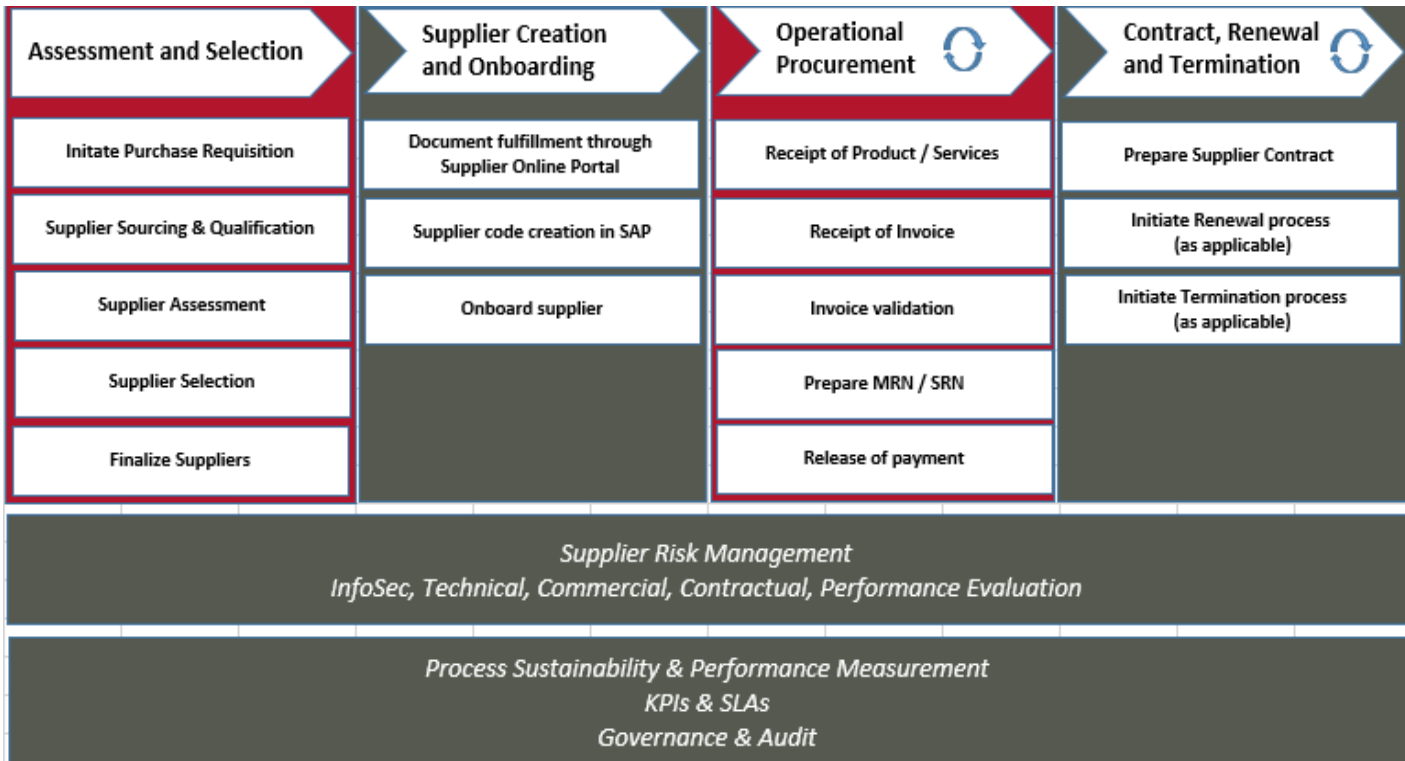 Assessment and Selection
Initate Purchase Requisition
Supplier Sourcing & Qualification
Supplier Assessment
Supplier Selection
Finalize Suppliers
Supplier Creation
and Onboarding
Document fulfillment through
Supplier Online Portal
Supplier code creation in SAP
Onboard supplier
Operational
Procurement
Receipt of Product / Services
Receipt of Invoice
Invoice validation
Prepare MRN / SRN
Release of payment
Contract, Renewal
and Termination
Prepare Supplier Contract
Initiate Renewal process
(as applicable)
Initiate Termination process
(as applicable)
Supplier Risk Management
InfoSec, Technical, Commercial, Contractual, Performance Evaluation
Process Sustainability & Performance Measurement
KPIs & SLAs
Governance & Audit